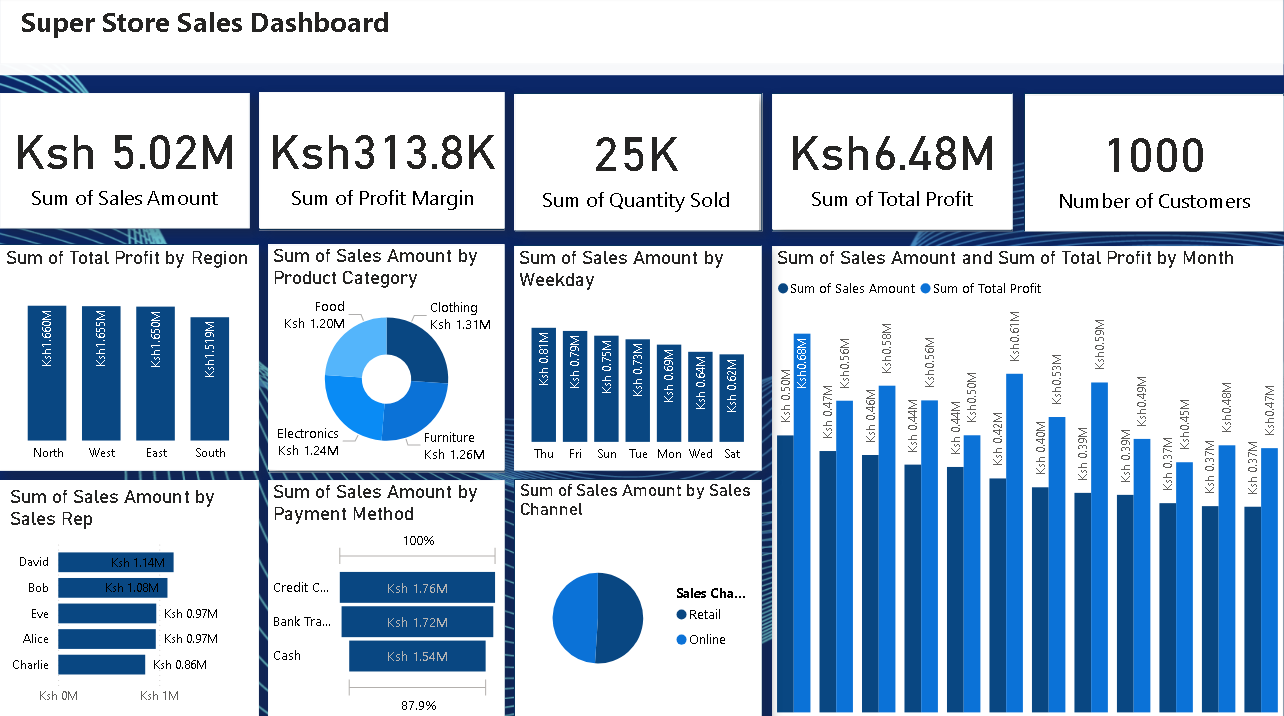 Super Store Sales Dashboard
Ksh 5.02M
Sum of Sales Amount
Ksh313.8K
Sum of Profit Margin
25K
Sum of Quantity Sold
Ksh6.48M
Sum of Total Profit
1000
Number of Customers
Sum of Total Profit by Region
Ksh1.660M
Ksh1.655M
Ksh1.650M
Ksh1.519M
North
West
East
South
Sum of Sales Amount by
Product Category
Food
Ksh 1.20M
Clothing
Ksh 1.31M
Electronics
Ksh 1.24M
Furniture
Ksh 1.26M
Sum of Sales Amount by
Weekday
Ksh 0.81M
Ksh 0.79M
Ksh 0.75M
Ksh 0.73M
Ksh 0.69M
Ksh 0.64M
Ksh 0.62M
Thu
Fri
Sun
Tue
Mon
Wed
Sat
Sum of Sales Amount and Sum of Total Profit by Month
Sum of Sales Amount
Sum of Total Profit
Ksh 0.50M
Ksh0.68M
Ksh 0.47M
Ksh0.56M
Ksh 0.46M
Ksh0.58M
Ksh 0.44M
Ksh0.56M
Ksh 0.44M
Ksh0.50M
Ksh 0.42M
Ksh0.61M
Ksh 0.40M
Ksh0.53M
Ksh 0.39M
Ksh0.59M
Ksh 0.39M
Ksh0.49M
Ksh 0.37M
Ksh0.45M
Ksh 0.37M
Ksh0.48M
Ksh 0.37M
Ksh0.47M
Sum of Sales Amount by
Sales Rep
David
Ksh 1.14M
Bob
Ksh 1.08M
Eve
Ksh 0.97M
Alice
Ksh 0.97M
Charlie
Ksh 0.86M
Ksh 0M
Ksh 1M
Sum of Sales Amount by
Payment Method
100%
Credit C...
Ksh 1.76M
Bank Tra...
Ksh 1.72M
Cash
Ksh 1.54M
87.9%
Sum of Sales Amount by Sales
Channel
Sales Cha...
Retail
Online